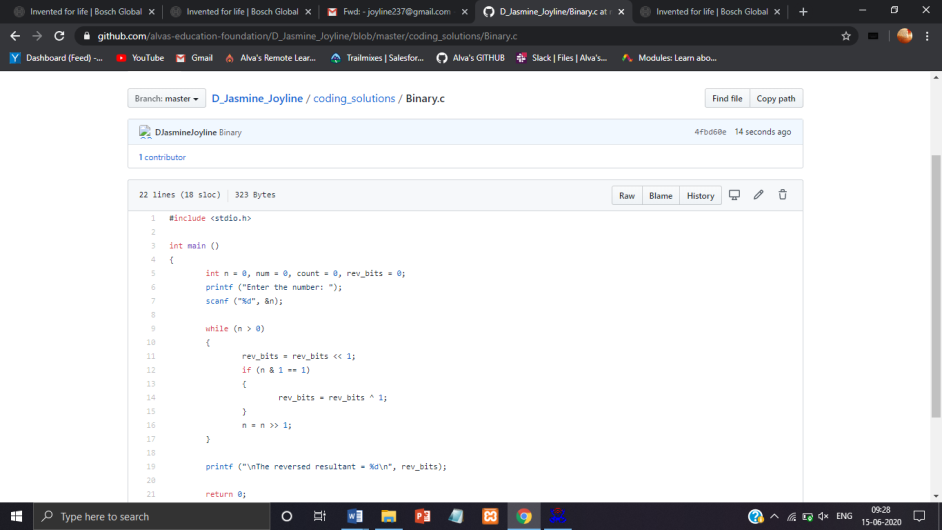 Invented for life | Bosch Global
Invented for life | Bosch Global
Fwd: - joyline237@gmail.com
D_Jasmine_Joyline/Binary.c at
Invented for life | Bosch Global
github.com/alvas-education-foundation/D_Jasmine_Joyline/blob/master/coding_solutions/Binary.c
Dashboard (Feed) -...
YouTube
Gmail
Alva's Remote Lear...
Trailmixes | Salesfor...
Alva's GITHUB
Slack | Files | Alva's...
Modules: Learn abo...
Branch: master
D_Jasmine_Joyline / coding_solutions / Binary.c
Find file
Copy path
DJasmineJoyline Binary
4fbd60e 14 seconds ago
1 contributor
22 lines (18 sloc) 323 Bytes
Raw
Blame
History
1 #include <stdio.h>
2
3 int main ()
4 {
5 int n = 0, num = 0, count = 0, rev_bits = 0;
6 printf ("Enter the number: ");
7 scanf ("%d", &n);
8
9 while (n > 0)
10 {
11 rev_bits = rev_bits << 1;
12 if (n & 1 == 1)
13 {
14 rev_bits = rev_bits ^ 1;
15 }
16 n = n >> 1;
17 }
18
19 printf ("\nThe reversed resultant = %d\n", rev_bits);
20
21 return 0;
Type here to search
ENG
09:28
15-06-2020